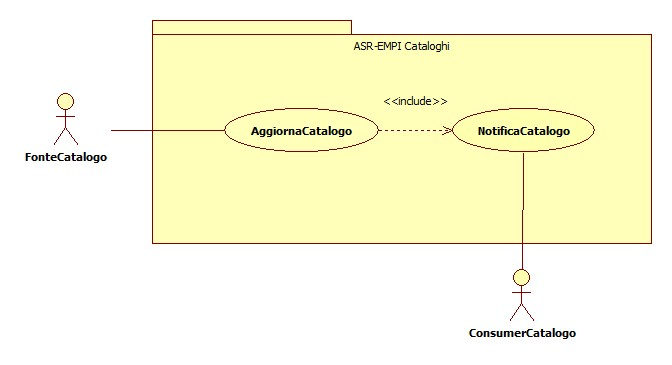 ASR-EMPI Cataloghi
<<include>>
AggiornaCatalogo
NotificaCatalogo
FonteCatalogo
ConsumerCatalogo